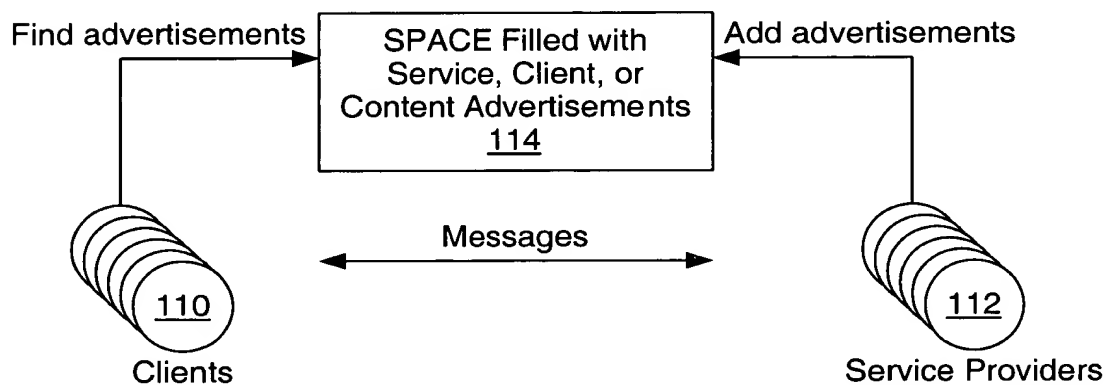 Find advertisements
SPACE Filled with
Service, Client, or
Content Advertisements
114
Add advertisements
Messages
110
Clients
112
Service Providers